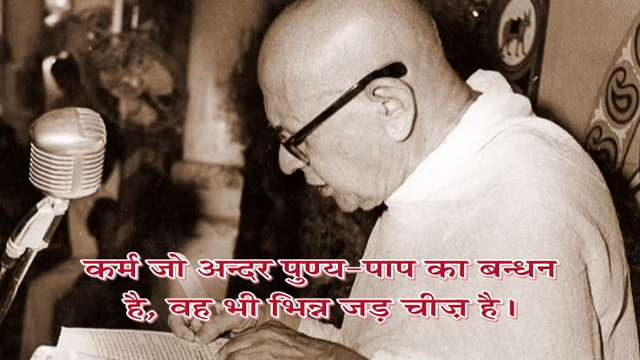 कर्म जो अन्दर पुण्य-पाप का बन्धन
है, वह भी भिन्न जड़ चीज़ है।